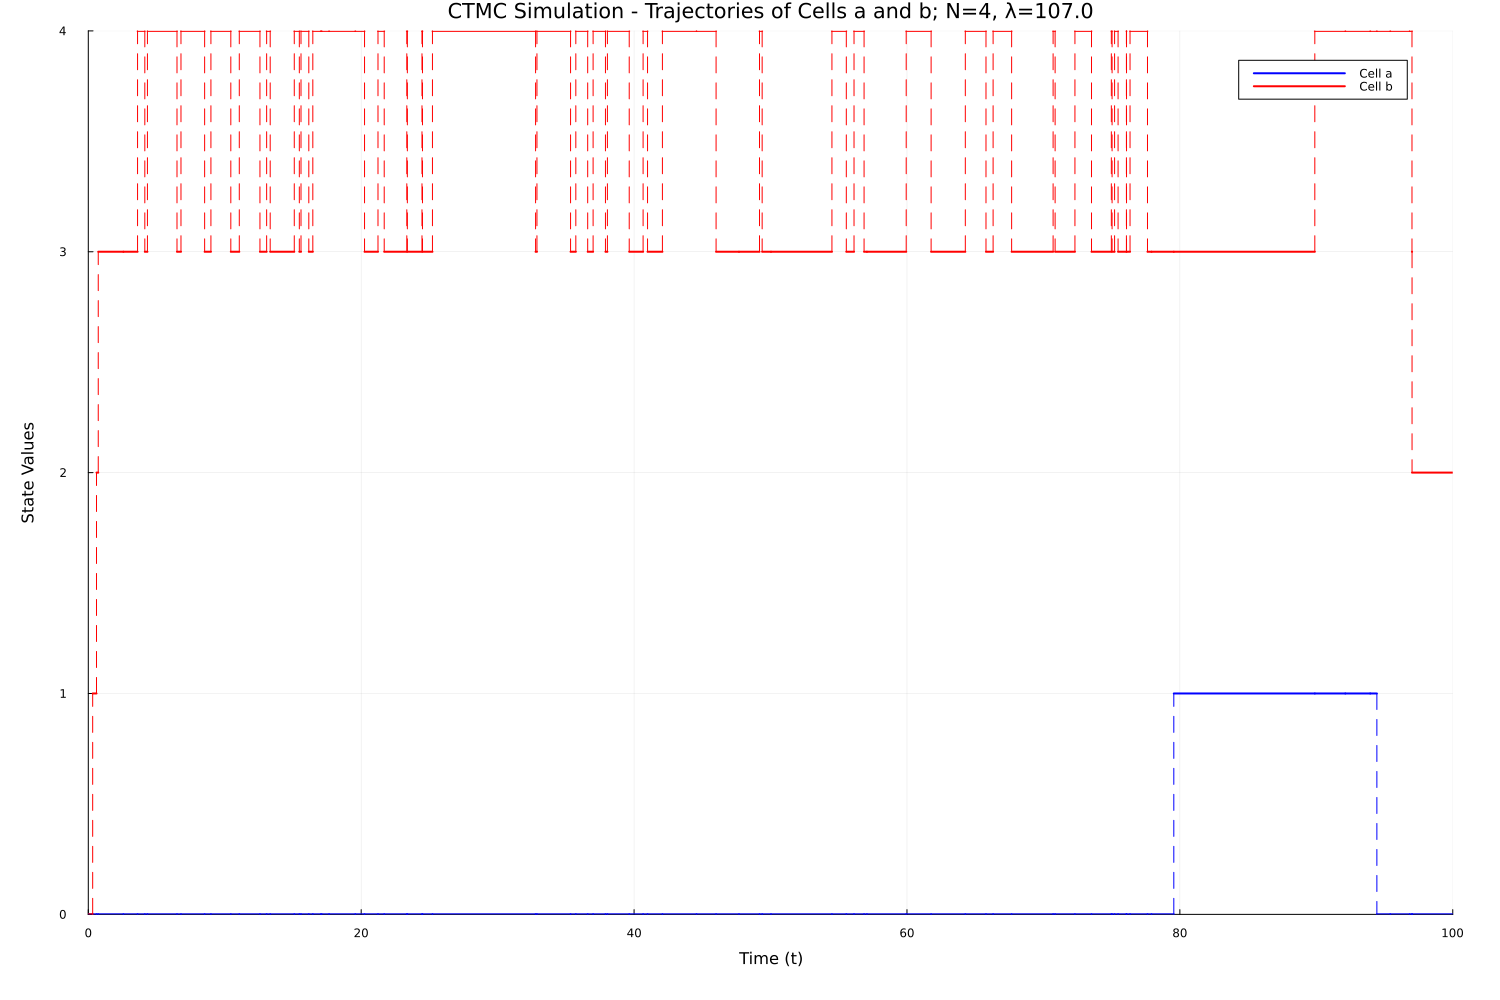 CTMC Simulation - Trajectories of Cells a and b; N=4, λ=107.0
4
Cell a
Cell b
3
State Values
2
1
0
0 20 40 60 80 100
Time (t)